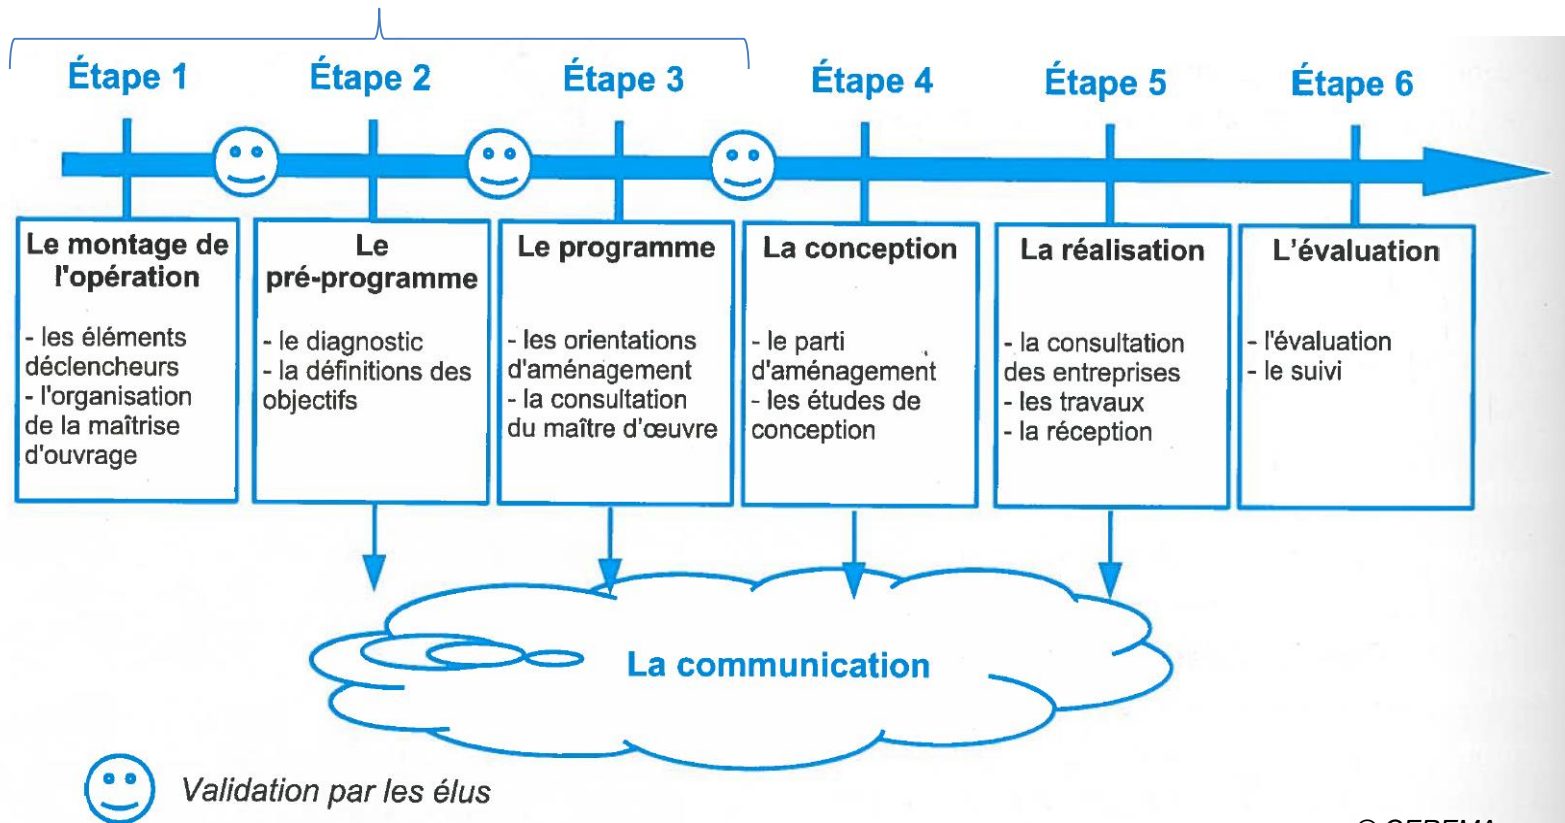 Étape 1
Étape 2
Étape 3
Étape 4
Étape 5
Étape 6
Le montage de
l'opération
- les éléments
déclencheurs
- l'organisation
de la maîtrise
d'ouvrage
Le
pré-programme
- le diagnostic
- la définitions des
objectifs
Le programme
- les orientations
d'aménagement
- la consultation
du maître d'œuvre
La conception
- le parti
d'aménagement
- les études de
conception
La réalisation
- la consultation
des entreprises
- les travaux
- la réception
L'évaluation
- l'évaluation
- le suivi
La communication
Validation par les élus
© CEREMA